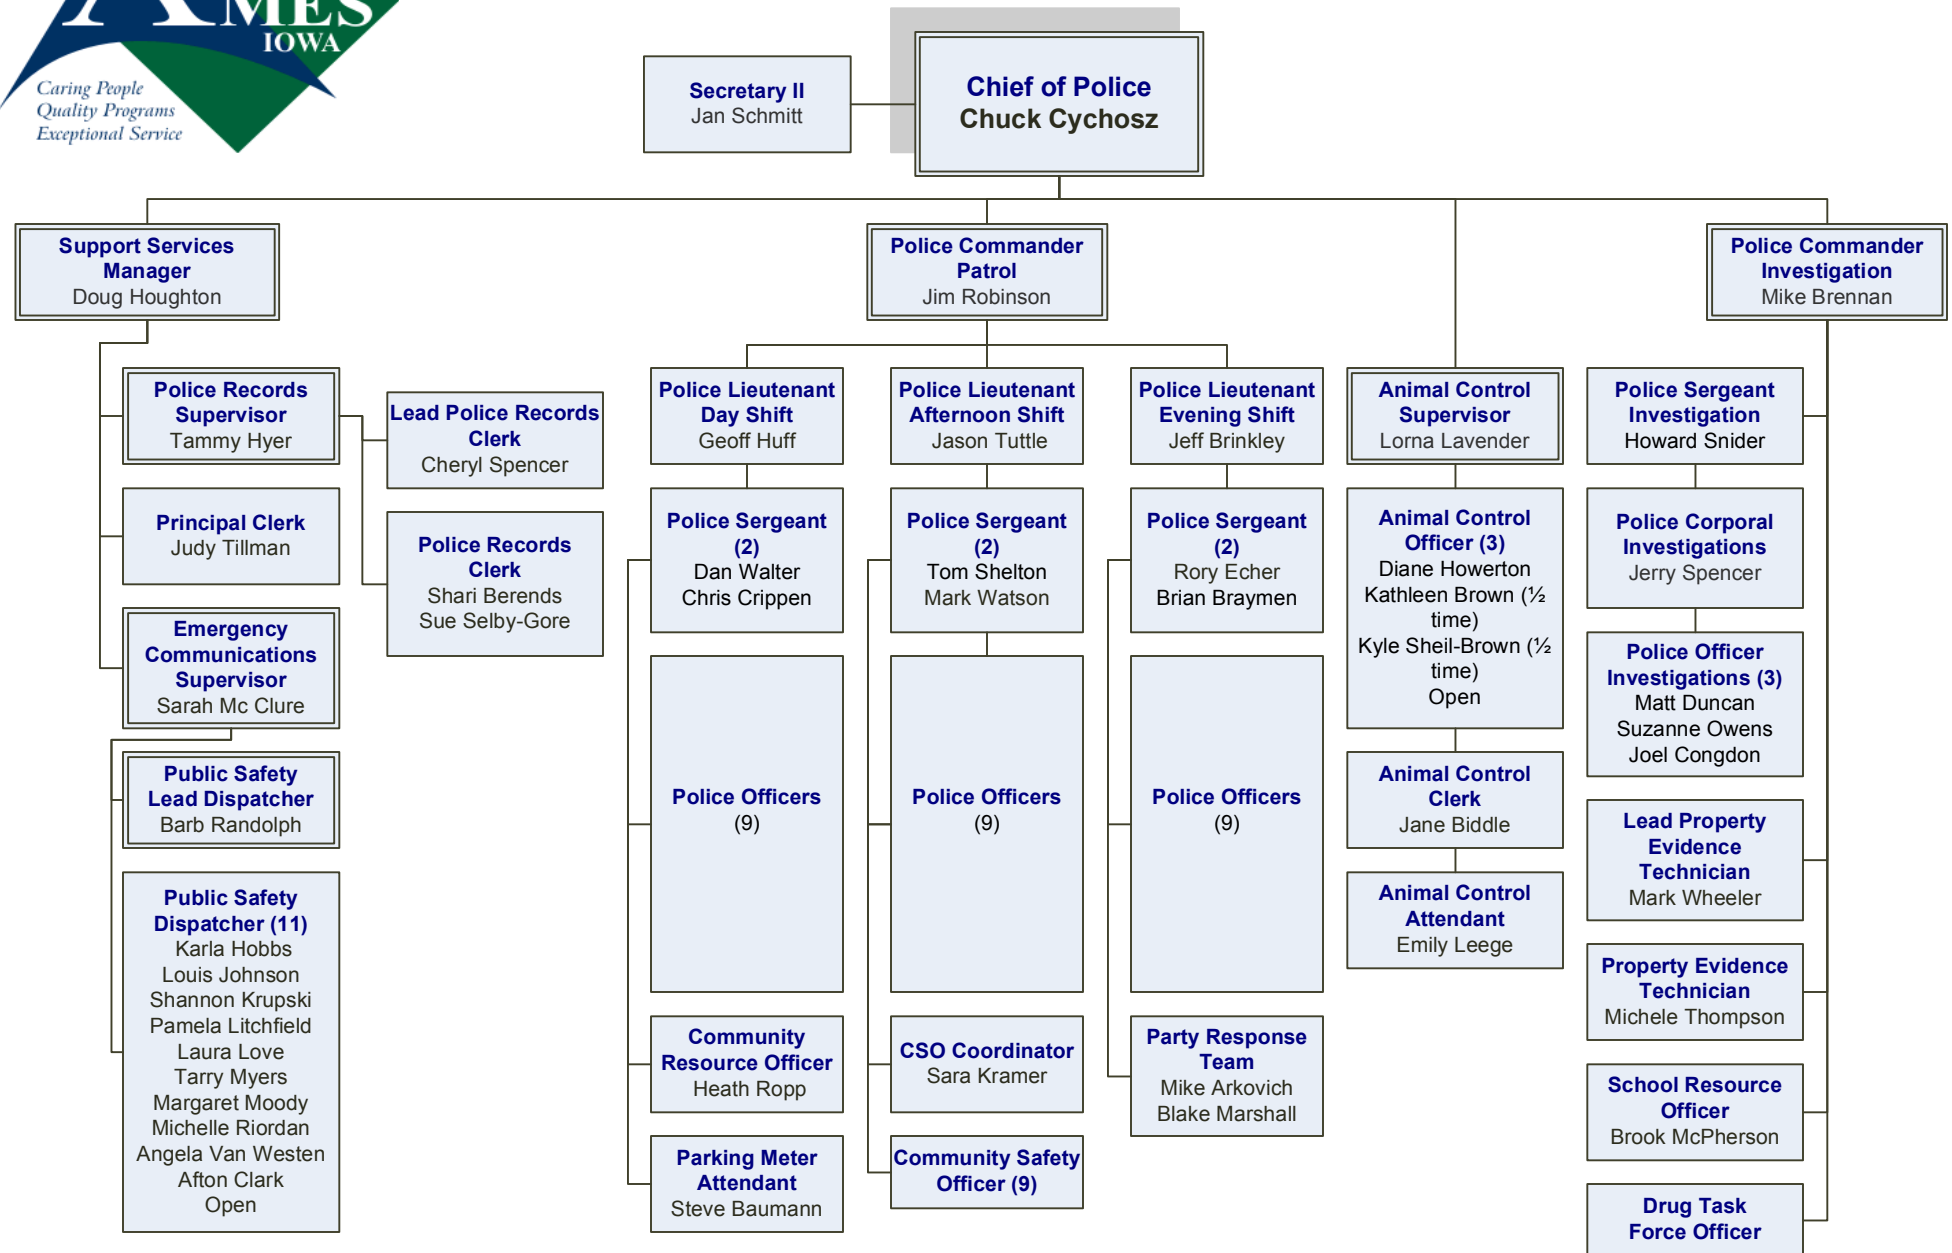 AMES
IOWA
Caring People
Quality Programs
Exceptional Service
Secretary II
Jan Schmitt
Chief of Police
Chuck Cychosz
Support Services
Manager
Doug Houghton
Police Commander
Patrol
Jim Robinson
Police Commander
Investigation
Mike Brennan
Police Records
Supervisor
Tammy Hyer
Lead Police Records
Clerk
Cheryl Spencer
Principal Clerk
Judy Tillman
Police Records
Clerk
Shari Berends
Sue Selby-Gore
Emergency
Communications
Supervisor
Sarah Mc Clure
Public Safety
Lead Dispatcher
Barb Randolph
Public Safety
Dispatcher (11)
Karla Hobbs
Louis Johnson
Shannon Krupski
Pamela Litchfield
Laura Love
Tarry Myers
Margaret Moody
Michelle Riordan
Angela Van Westen
Afton Clark
Open
Police Lieutenant
Day Shift
Geoff Huff
Police Sergeant
(2)
Dan Walter
Chris Crippen
Police Officers
(9)
Community
Resource Officer
Heath Ropp
Parking Meter
Attendant
Steve Baumann
Police Lieutenant
Afternoon Shift
Jason Tuttle
Police Sergeant
(2)
Tom Shelton
Mark Watson
Police Officers
(9)
CSO Coordinator
Sara Kramer
Community Safety
Officer (9)
Police Lieutenant
Evening Shift
Jeff Brinkley
Police Sergeant
(2)
Rory Echer
Brian Braymen
Police Officers
(9)
Party Response
Team
Mike Arkovich
Blake Marshall
Animal Control
Supervisor
Lorna Lavender
Animal Control
Officer (3)
Diane Howerton
Kathleen Brown (½
time)
Kyle Sheil-Brown (½
time)
Open
Animal Control
Clerk
Jane Biddle
Animal Control
Attendant
Emily Leege
Police Sergeant
Investigation
Howard Snider
Police Corporal
Investigations
Jerry Spencer
Police Officer
Investigations (3)
Matt Duncan
Suzanne Owens
Joel Congdon
Lead Property
Evidence
Technician
Mark Wheeler
Property Evidence
Technician
Michele Thompson
School Resource
Officer
Brook McPherson
Drug Task
Force Officer